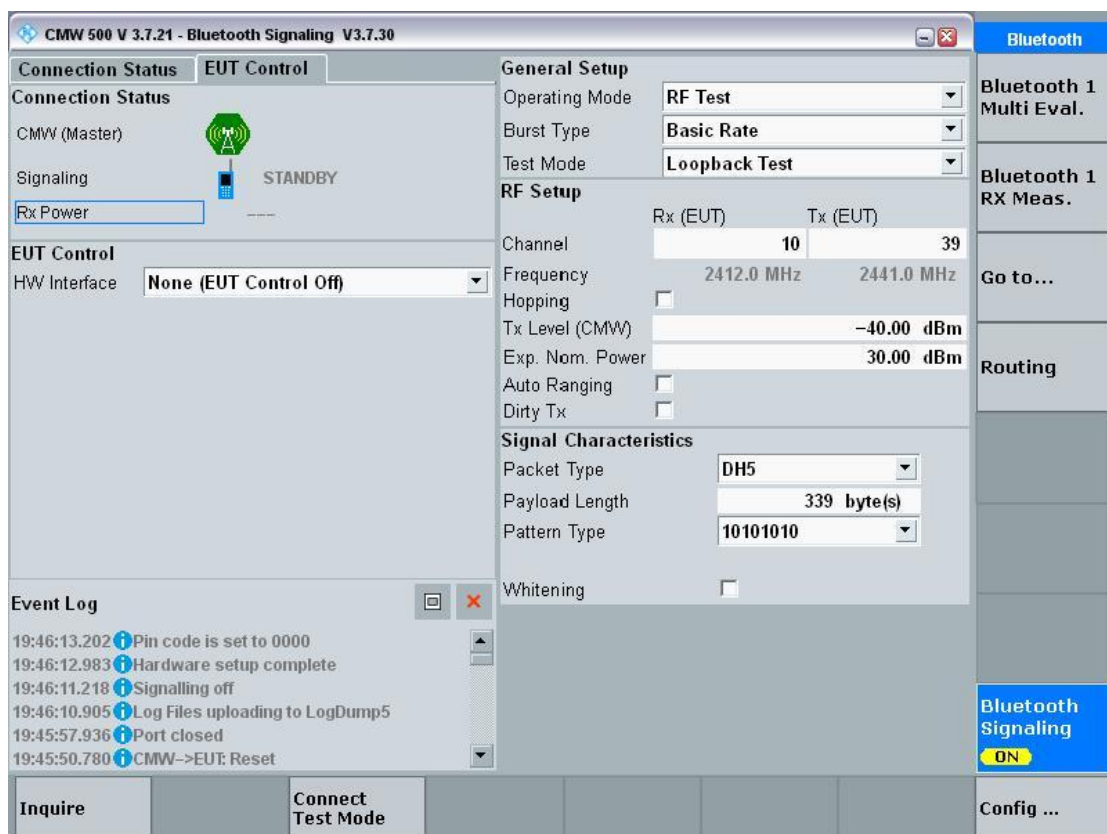 CMW 500 V 3.7.21 - Bluetooth Signaling V3.7.30
Connection Status
EUT Control
Connection Status
CMW (Master)
Signaling
STANDBY
Rx Power
---
EUT Control
HW Interface
None (EUT Control Off)
Event Log
19:46:13.202 Pin code is set to 0000
19:46:12.983 Hardware setup complete
19:46:11.218 Signalling off
19:46:10.905 Log Files uploading to LogDump5
19:45:57.936 Port closed
19:45:50.780 CMW-->EUT: Reset
General Setup
Operating Mode RF Test
Burst Type Basic Rate
Test Mode Loopback Test
RF Setup
Rx (EUT) Tx (EUT)
Channel 10 39
Frequency 2412.0 MHz 2441.0 MHz
Hopping
Tx Level (CMW) -40.00 dBm
Exp. Nom. Power 30.00 dBm
Auto Ranging
Dirty Tx
Signal Characteristics
Packet Type DH5
Payload Length 339 byte(s)
Pattern Type 10101010
Whitening
Bluetooth
Bluetooth 1
Multi Eval.
Bluetooth 1
RX Meas.
Go to...
Routing
Bluetooth
Signaling
ON
Inquire
Connect
Test Mode
Config ...